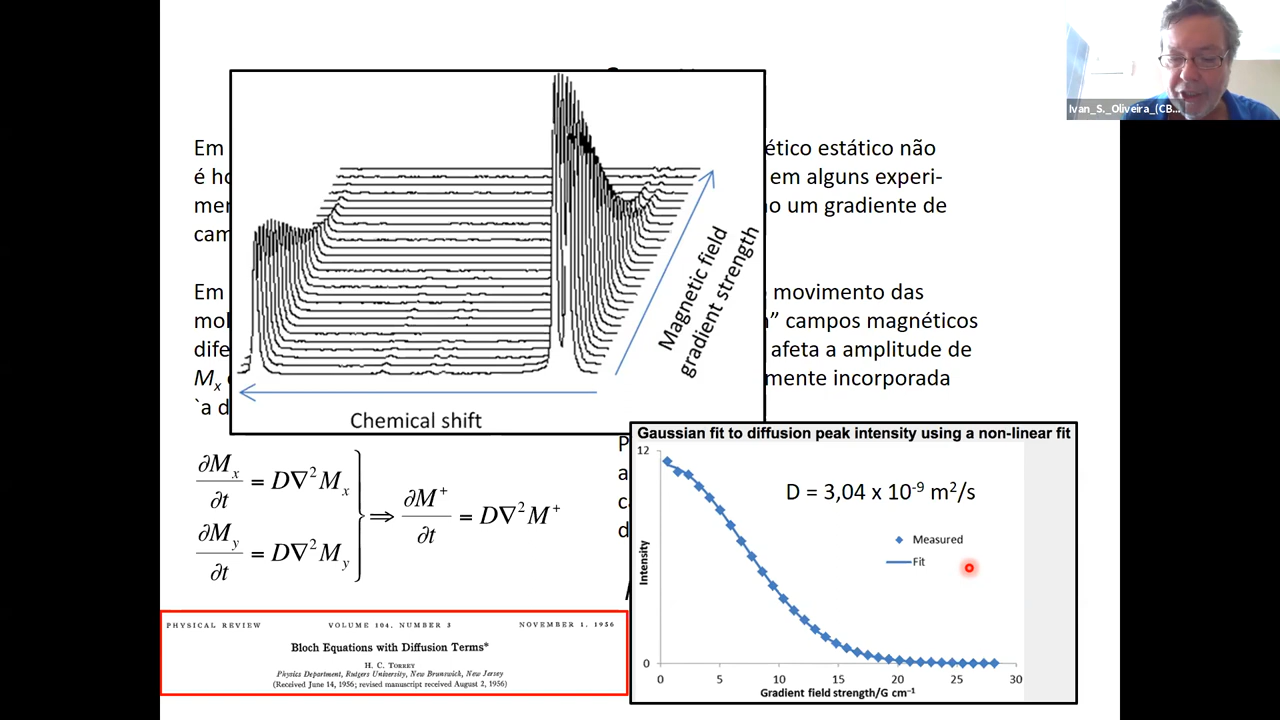 Ivan_S._Oliveira_(CB...
Em
ético estático não
é
em alguns experi-
um gradiente de
Em
movimento das
campos magnéticos
afeta a amplitude de
Mx
mente incorporada
`a
Magnetic field
gradient strength
Chemical shift
∂Mx/∂t = D∇²Mx
∂My/∂t = D∇²My
⇒ ∂M⁺/∂t = D∇²M⁺
PHYSICAL REVIEW VOLUME 104, NUMBER 3 NOVEMBER 1, 1956
Bloch Equations with Diffusion Terms*
H. C. TORREY
Physics Department, Rutgers University, New Brunswick, New Jersey
(Received June 14, 1956; revised manuscript received August 2, 1956)
Gaussian fit to diffusion peak intensity using a non-linear fit
12
D = 3,04 x 10⁻⁹ m²/s
Measured
Fit
Intensity
0
0 5 10 15 20 25 30
Gradient field strength/G cm⁻¹